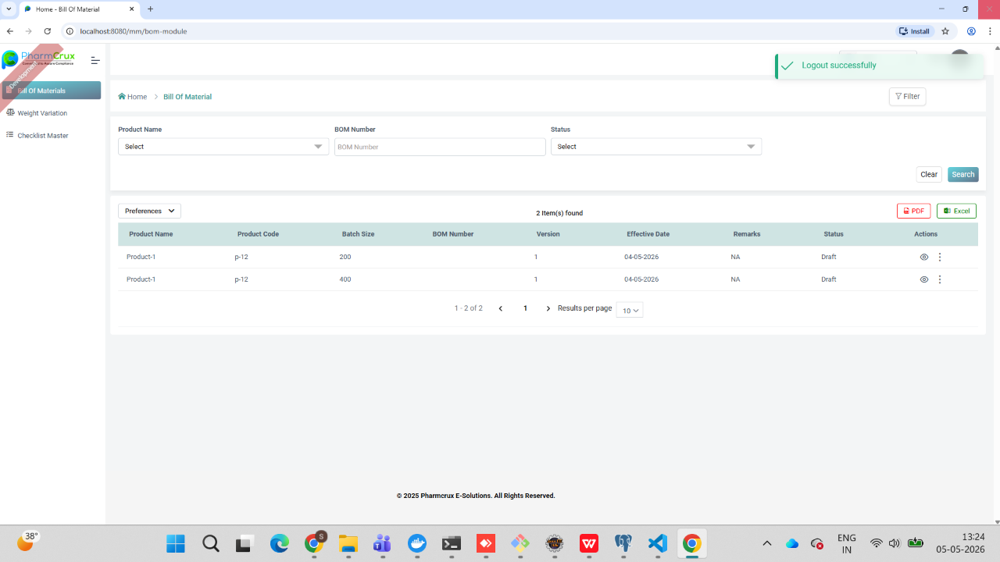 Home - Bill Of Material
localhost:8080/mm/bom-module
Install
PharmCrux
Development
Logout successfully
Bill Of Materials
Weight Variation
Checklist Master
Home > Bill Of Material
Filter
Product Name BOM Number Status
Select BOM Number Select
Clear Search
Preferences 2 Item(s) found PDF Excel
Product Name Product Code Batch Size BOM Number Version Effective Date Remarks Status Actions
Product-1 p-12 200 1 04-05-2026 NA Draft
Product-1 p-12 400 1 04-05-2026 NA Draft
1 - 2 of 2 1 Results per page 10
© 2025 Pharmcrux E-Solutions. All Rights Reserved.
38°
S
ENG
IN
13:24
05-05-2026